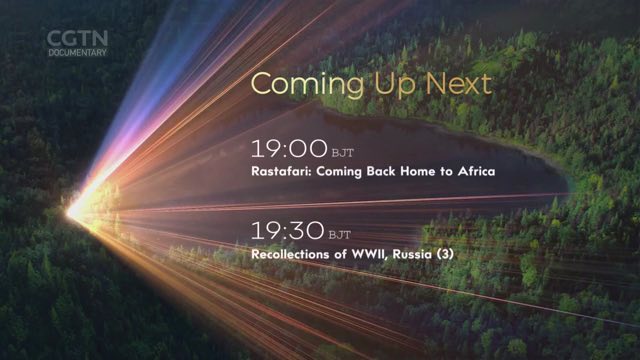 CGTN
DOCUMENTARY
Coming Up Next
19:00 BJT
Rastafari: Coming Back Home to Africa
19:30 BJT
Recollections of WWII, Russia (3)